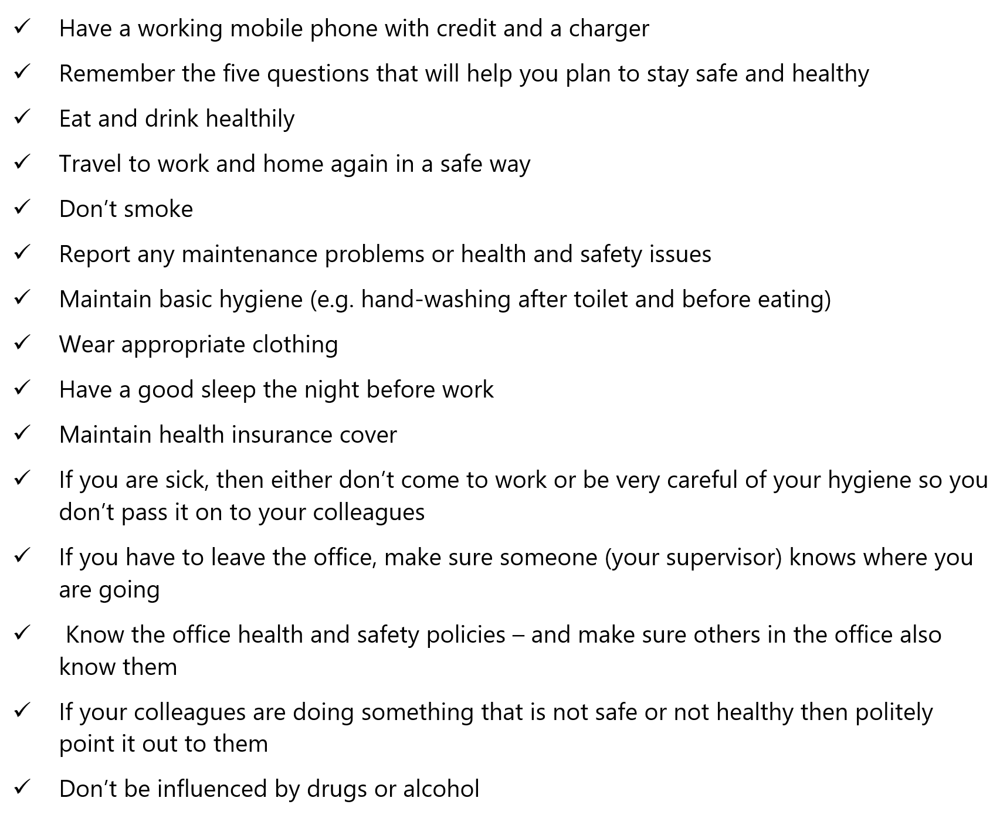 ✓ Have a working mobile phone with credit and a charger
✓ Remember the five questions that will help you plan to stay safe and healthy
✓ Eat and drink healthily
✓ Travel to work and home again in a safe way
✓ Don’t smoke
✓ Report any maintenance problems or health and safety issues
✓ Maintain basic hygiene (e.g. hand-washing after toilet and before eating)
✓ Wear appropriate clothing
✓ Have a good sleep the night before work
✓ Maintain health insurance cover
✓ If you are sick, then either don’t come to work or be very careful of your hygiene so you
don’t pass it on to your colleagues
✓ If you have to leave the office, make sure someone (your supervisor) knows where you
are going
✓ Know the office health and safety policies – and make sure others in the office also
know them
✓ If your colleagues are doing something that is not safe or not healthy then politely
point it out to them
✓ Don’t be influenced by drugs or alcohol